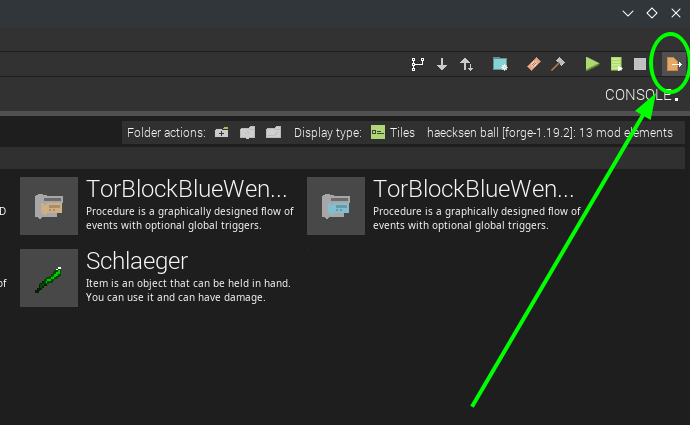 CONSOLE
Folder actions:
Display type:
Tiles
haecksen ball [forge-1.19.2]: 13 mod elements
D
TorBlockBlueWen...
Procedure is a graphically designed flow of
events with optional global triggers.
TorBlockBlueWen...
Procedure is a graphically designed flow of
events with optional global triggers.
of
Schlaeger
Item is an object that can be held in hand.
You can use it and can have damage.